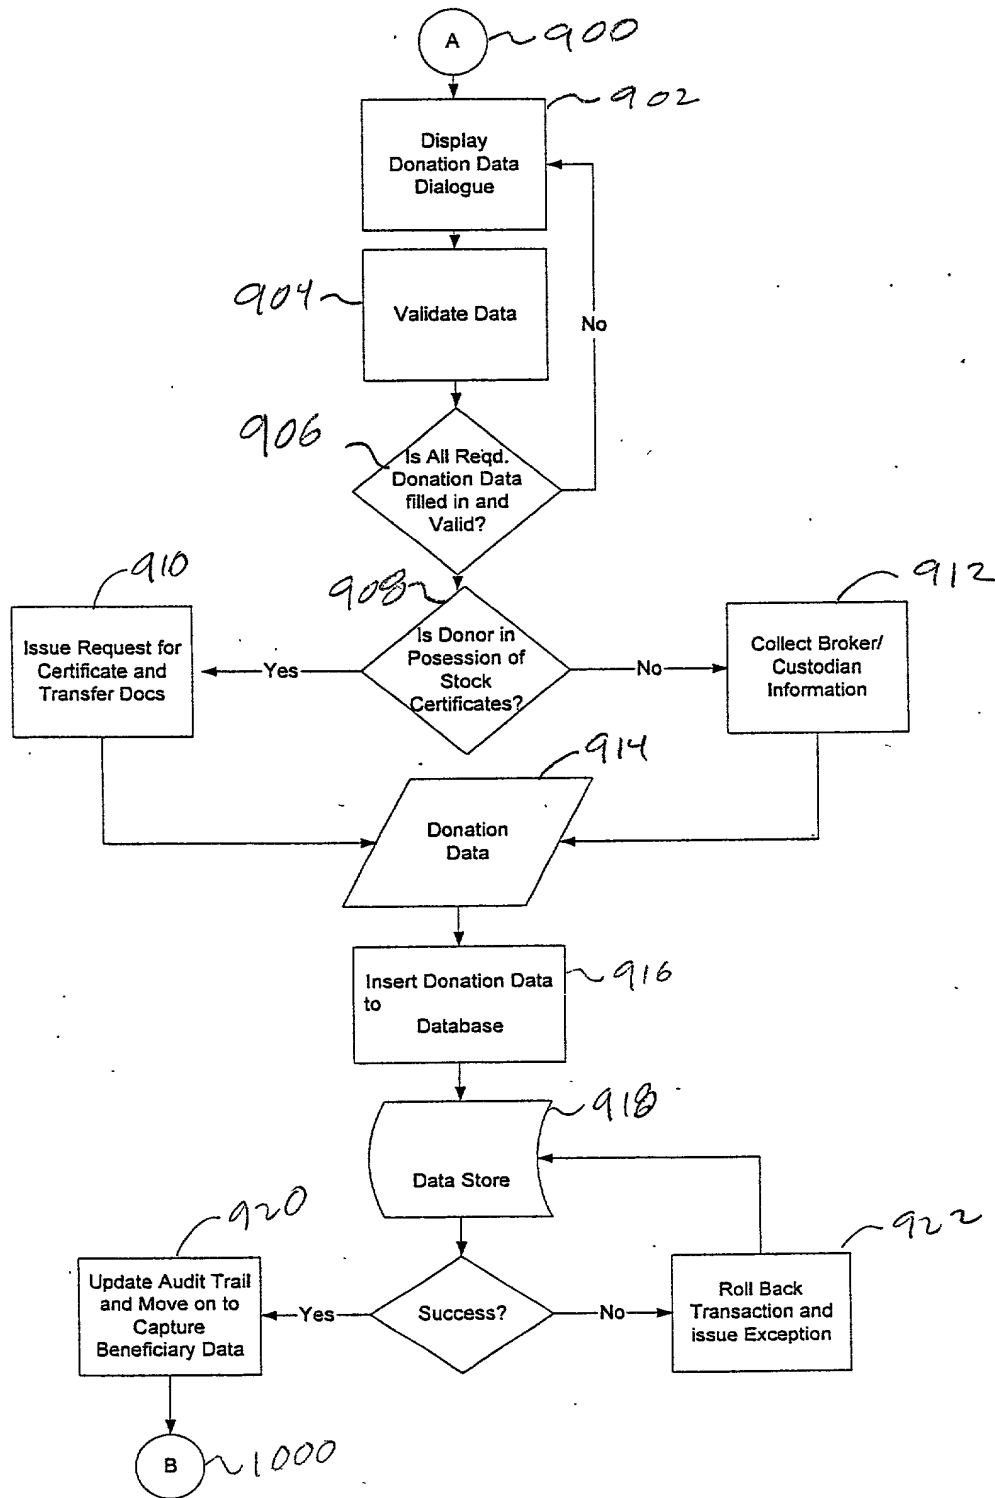 A
900
902
Display
Donation Data
Dialogue
904
Validate Data
No
906
Is All Reqd.
Donation Data
filled in and
Valid?
910
908
912
Issue Request for
Certificate and
Transfer Docs
Yes
Is Donor in
Posession of
Stock
Certificates?
No
Collect Broker/
Custodian
Information
914
Donation
Data
Insert Donation Data
to
Database
916
918
Data Store
920
922
Update Audit Trail
and Move on to
Capture
Beneficiary Data
Yes
Success?
No
Roll Back
Transaction and
issue Exception
B
1000